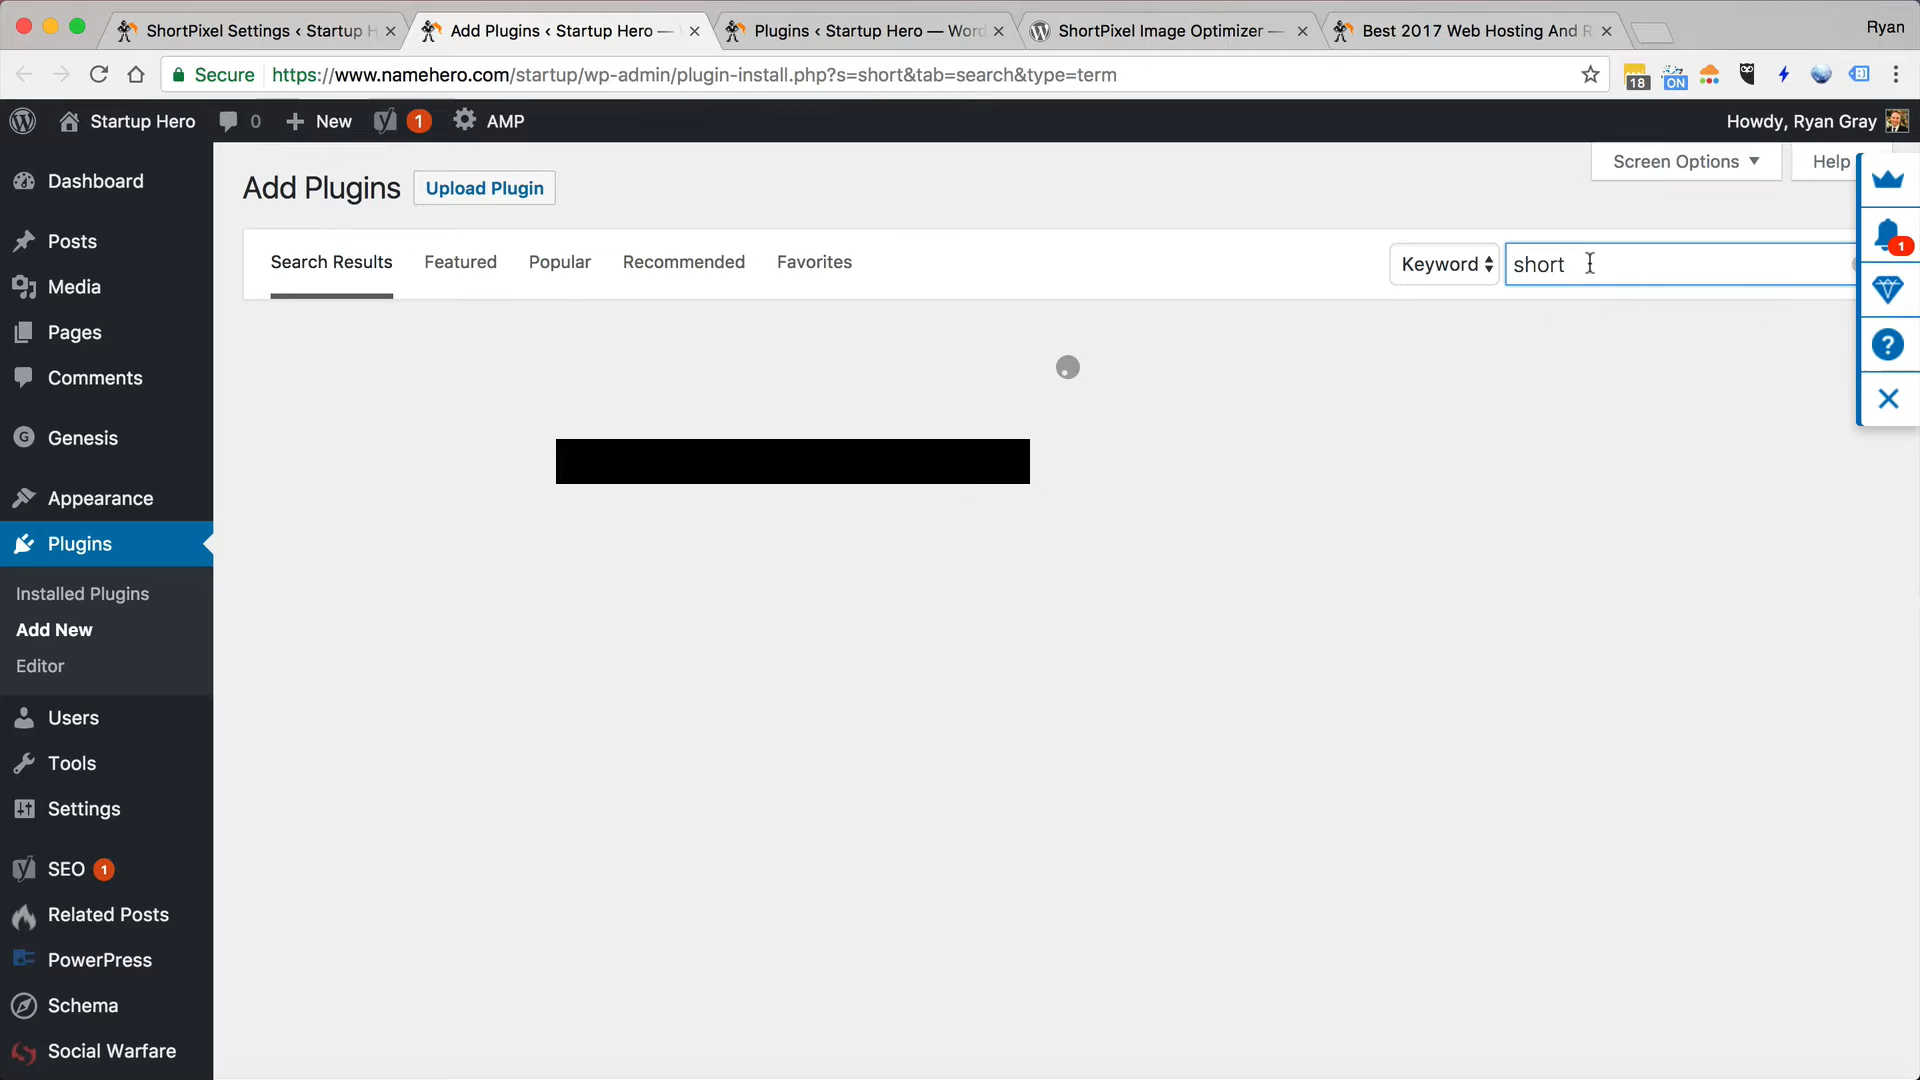 ShortPixel Settings ‹ Startup H
Add Plugins ‹ Startup Hero —
Plugins ‹ Startup Hero — Word
ShortPixel Image Optimizer —
Best 2017 Web Hosting And R
Ryan
Secure https://www.namehero.com/startup/wp-admin/plugin-install.php?s=short&tab=search&type=term
18
ON
Startup Hero
0
New
1
AMP
Howdy, Ryan Gray
Dashboard
Posts
Media
Pages
Comments
Genesis
Appearance
Plugins
Installed Plugins
Add New
Editor
Users
Tools
Settings
SEO 1
Related Posts
PowerPress
Schema
Social Warfare
Screen Options
Help
Add Plugins
Upload Plugin
Search Results
Featured
Popular
Recommended
Favorites
Keyword
short
1
?